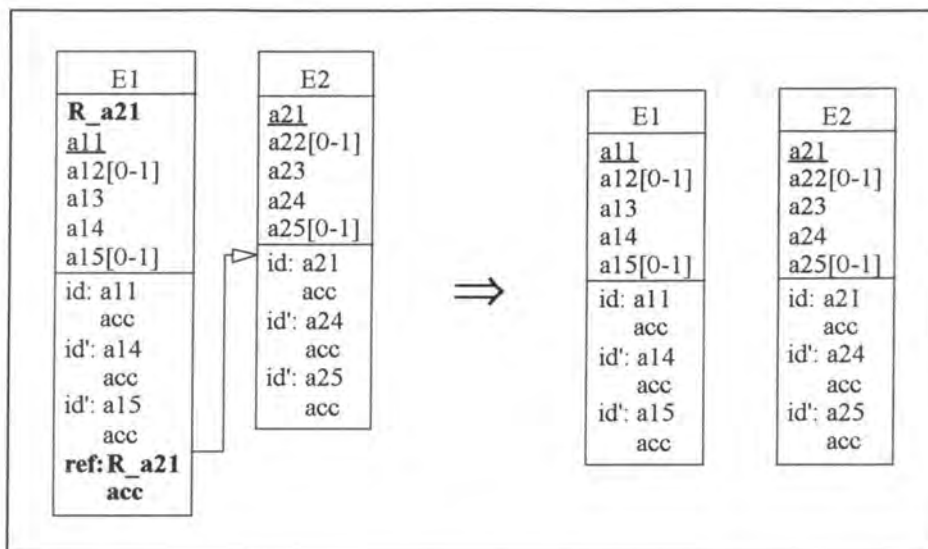 E1
R_a21
a11
a12[0-1]
a13
a14
a15[0-1]
id: a11
acc
id': a14
acc
id': a15
acc
ref: R_a21
acc
E2
a21
a22[0-1]
a23
a24
a25[0-1]
id: a21
acc
id': a24
acc
id': a25
acc
⇒
E1
a11
a12[0-1]
a13
a14
a15[0-1]
id: a11
acc
id': a14
acc
id': a15
acc
E2
a21
a22[0-1]
a23
a24
a25[0-1]
id: a21
acc
id': a24
acc
id': a25
acc